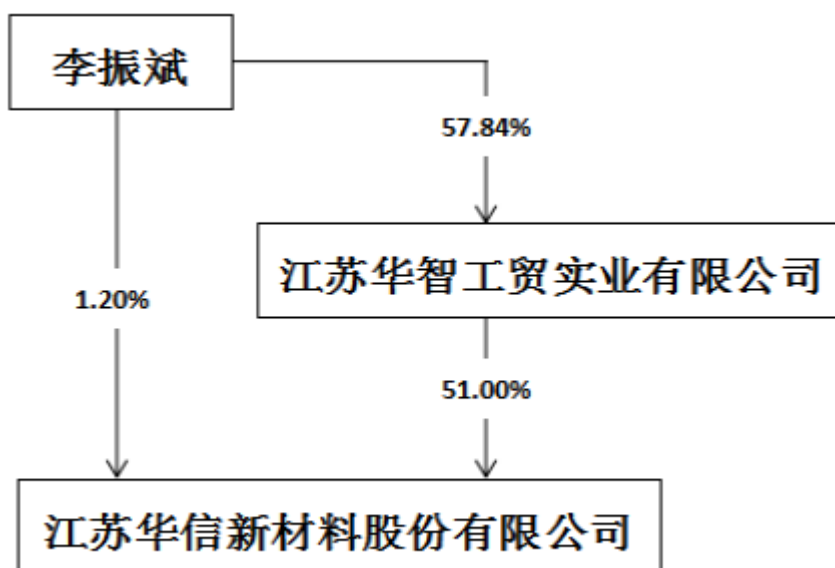 李振斌
57.84%
江苏华智工贸实业有限公司
1.20%
51.00%
江苏华信新材料股份有限公司